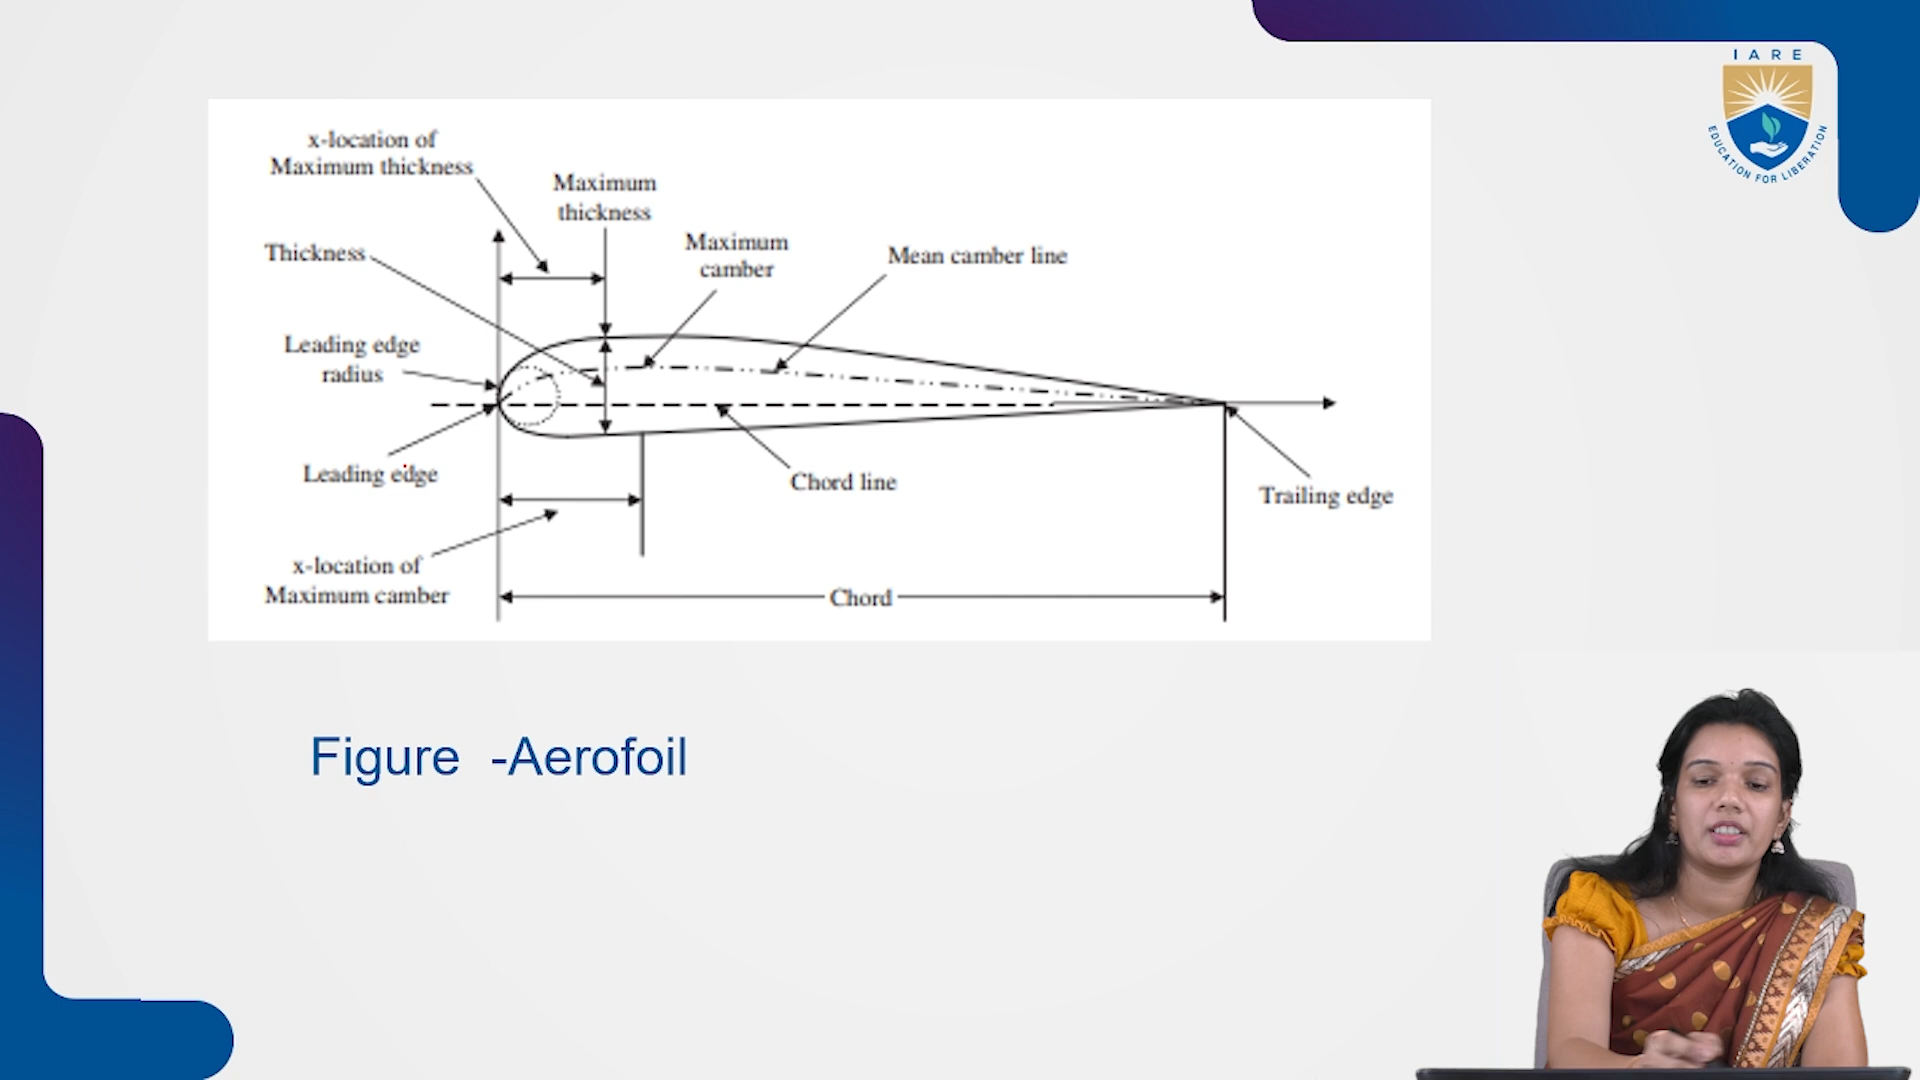 IARE
EDUCATION FOR LIBERATION
x-location of
Maximum thickness
Maximum
thickness
Thickness
Maximum
camber
Mean camber line
Leading edge
radius
Leading edge
Chord line
Trailing edge
x-location of
Maximum camber
Chord
Figure -Aerofoil